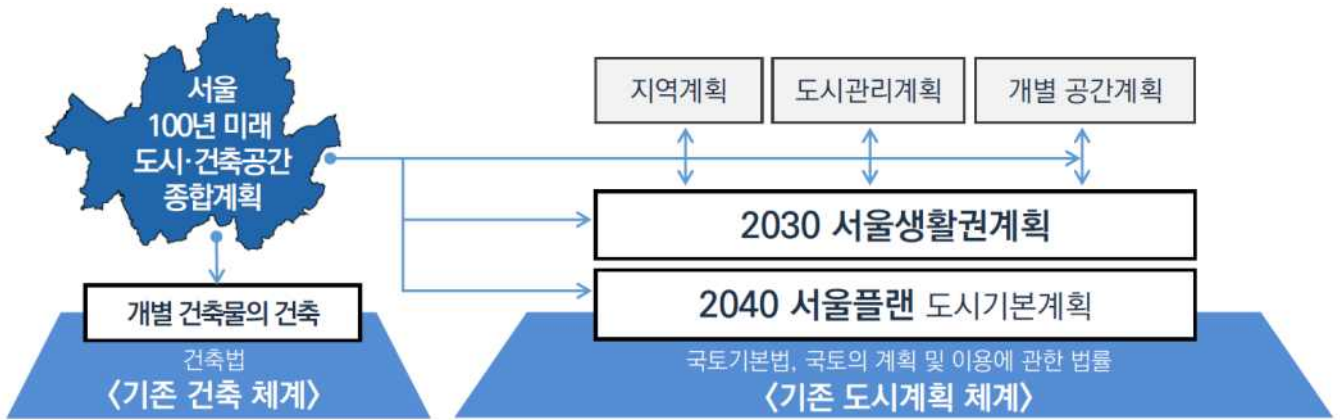 서울
100년 미래
도시·건축공간
종합계획
개별 건축물의 건축
건축법
〈기존 건축 체계〉
지역계획
도시관리계획
개별 공간계획
2030 서울생활권계획
2040 서울플랜 도시기본계획
국토기본법, 국토의 계획 및 이용에 관한 법률
〈기존 도시계획 체계〉